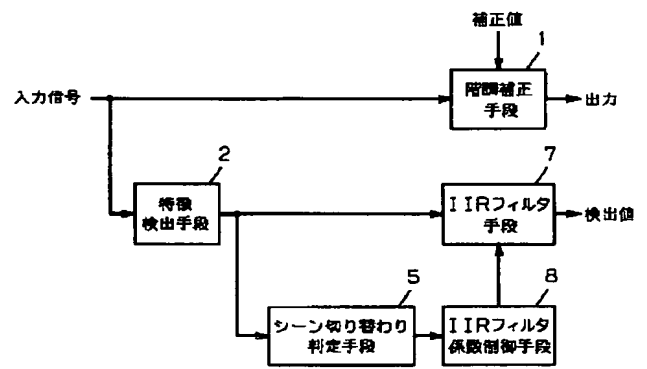 補正値
1
入力信号
階調補正
手段
出力
2
特徴
検出手段
7
IIRフィルタ
手段
検出値
5
シーン切り替わり
判定手段
8
IIRフィルタ
係数制御手段